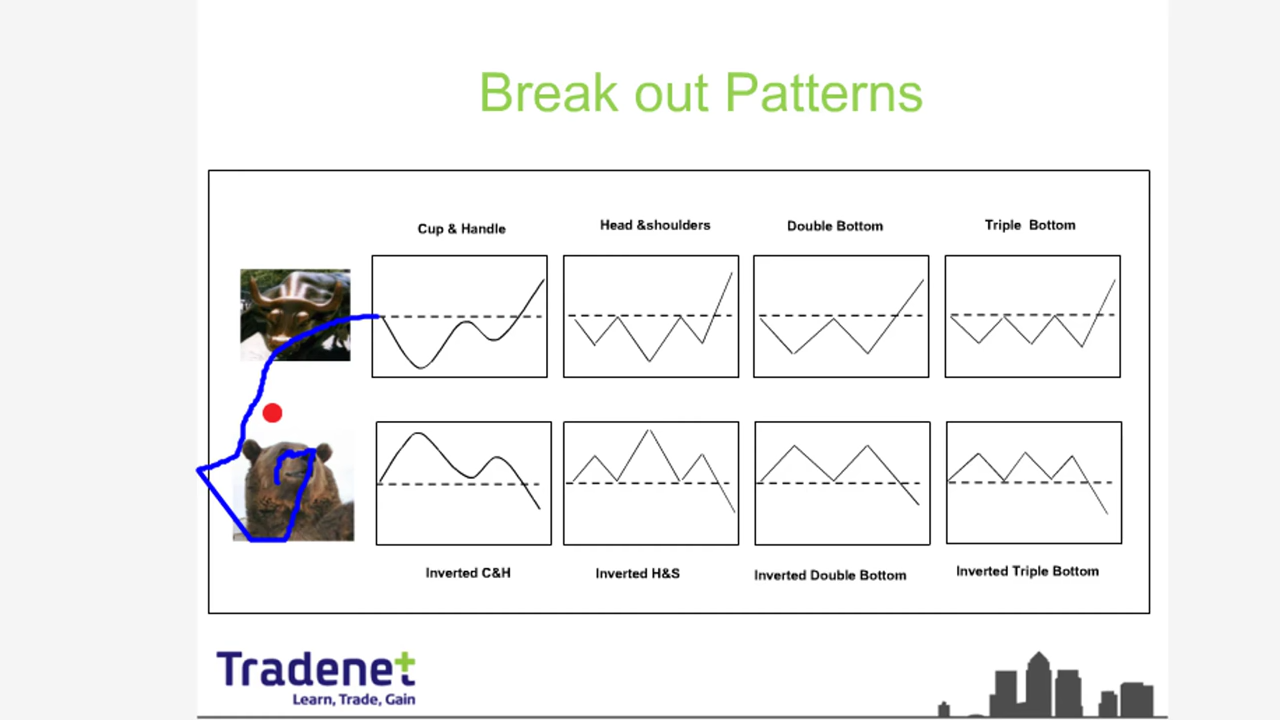 Break out Patterns
Cup & Handle
Head &shoulders
Double Bottom
Triple Bottom
Inverted C&H
Inverted H&S
Inverted Double Bottom
Inverted Triple Bottom
Tradenet
Learn, Trade, Gain